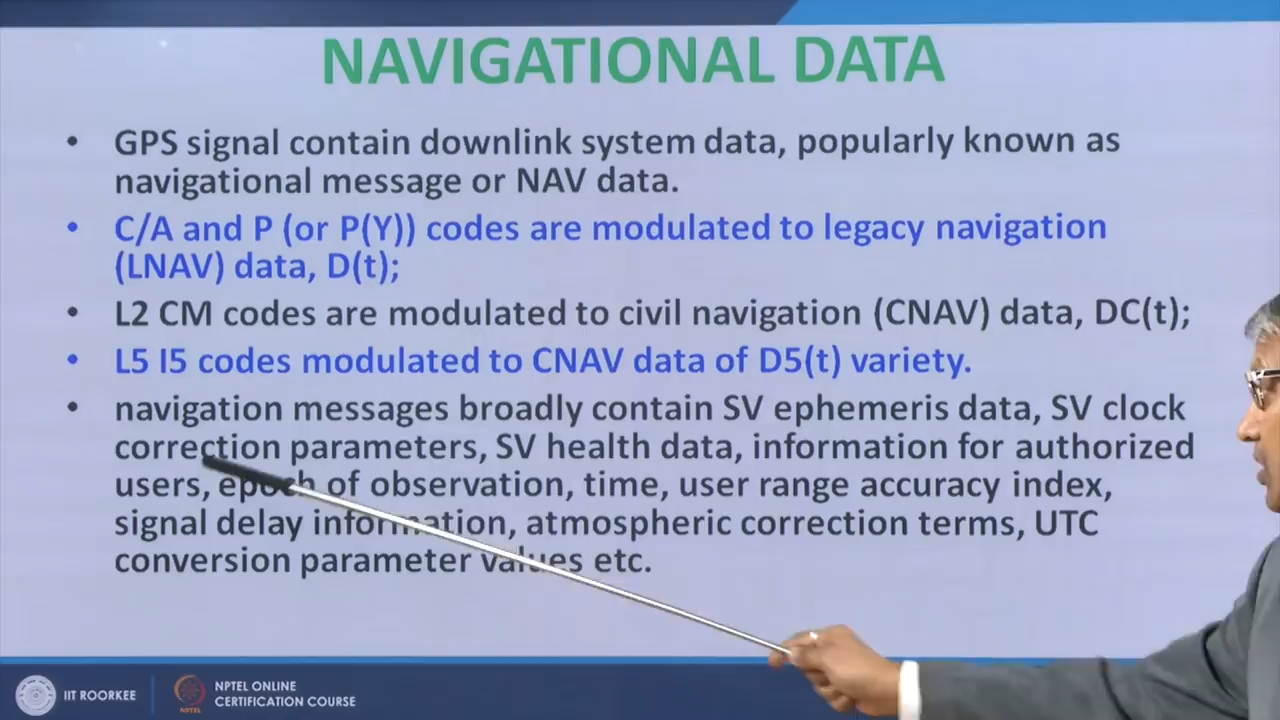 NAVIGATIONAL DATA
• GPS signal contain downlink system data, popularly known as
navigational message or NAV data.
• C/A and P (or P(Y)) codes are modulated to legacy navigation
(LNAV) data, D(t);
• L2 CM codes are modulated to civil navigation (CNAV) data, DC(t);
• L5 I5 codes modulated to CNAV data of D5(t) variety.
• navigation messages broadly contain SV ephemeris data, SV clock
correction parameters, SV health data, information for authorized
users, epoch of observation, time, user range accuracy index,
signal delay information, atmospheric correction terms, UTC
conversion parameter values etc.
IIT ROORKEE
NPTEL
NPTEL ONLINE
CERTIFICATION COURSE